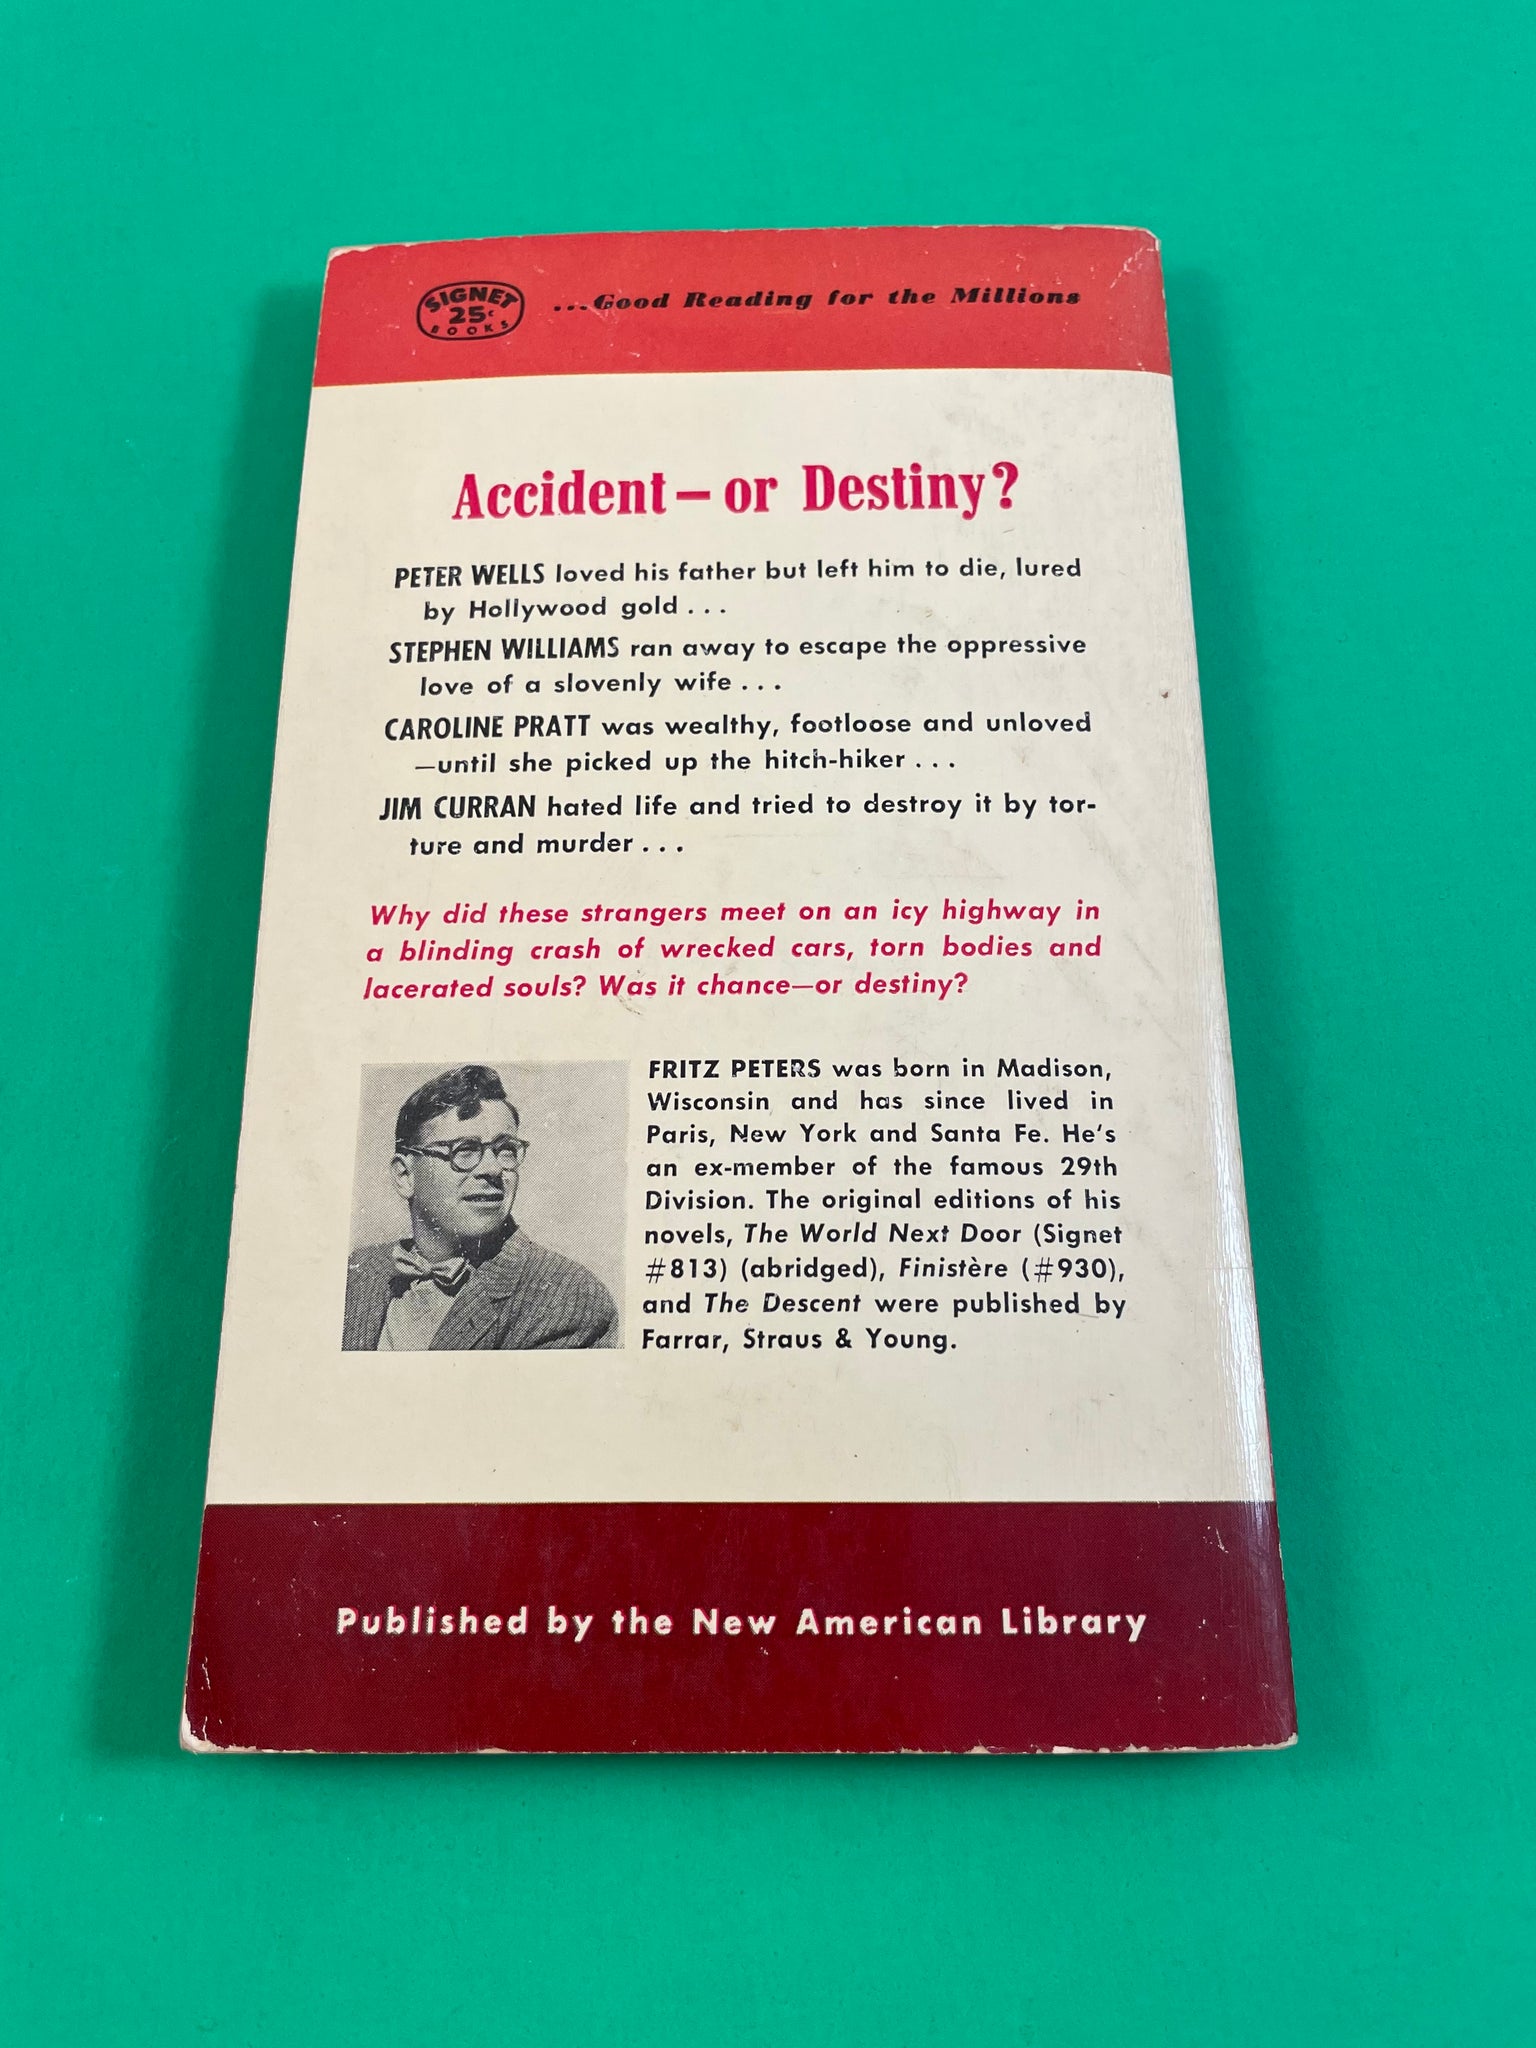 SIGNET
25¢
BOOKS
...Good Reading for the Millions
Accident — or Destiny?
PETER WELLS loved his father but left him to die, lured
by Hollywood gold . . .
STEPHEN WILLIAMS ran away to escape the oppressive
love of a slovenly wife . . .
CAROLINE PRATT was wealthy, footloose and unloved
—until she picked up the hitch-hiker . . .
JIM CURRAN hated life and tried to destroy it by tor-
ture and murder . . .
Why did these strangers meet on an icy highway in
a blinding crash of wrecked cars, torn bodies and
lacerated souls? Was it chance—or destiny?
FRITZ PETERS was born in Madison,
Wisconsin and has since lived in
Paris, New York and Santa Fe. He's
an ex-member of the famous 29th
Division. The original editions of his
novels, The World Next Door (Signet
#813) (abridged), Finistère (#930),
and The Descent were published by
Farrar, Straus & Young.
Published by the New American Library